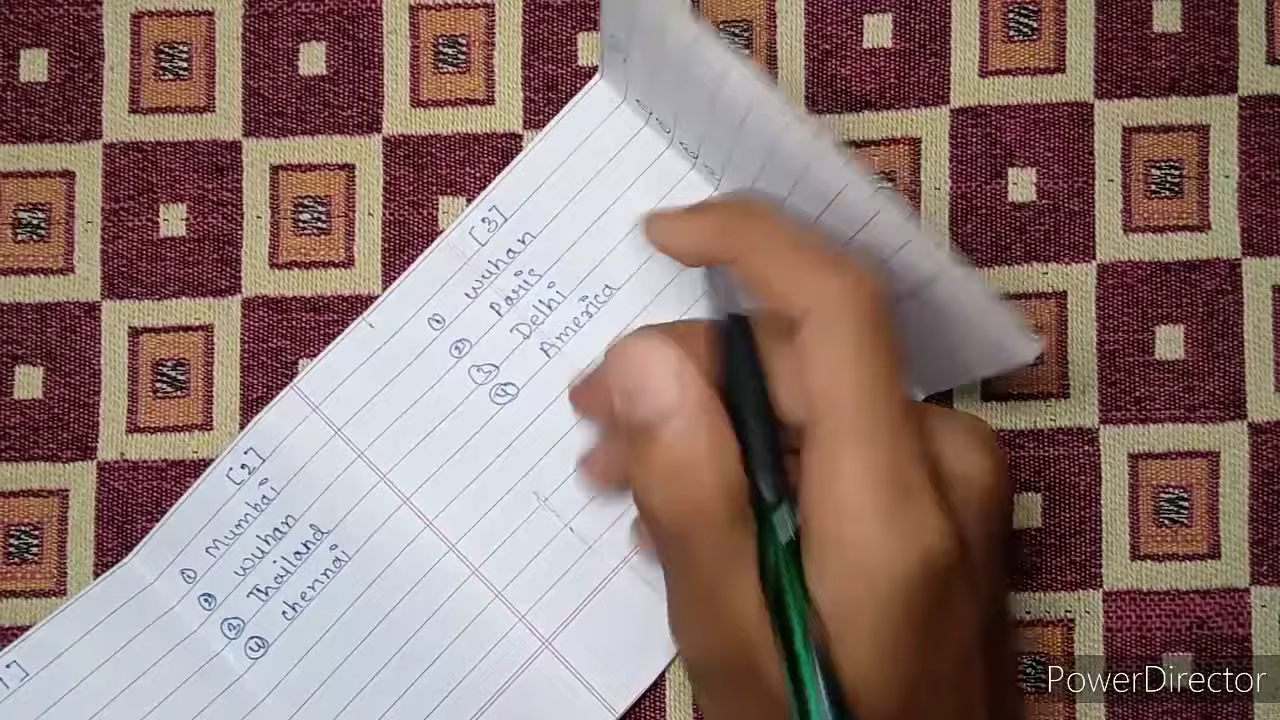 1]
[2]
① Mumbai
② wuhan
③ Thailand
④ chennai
[3]
① wuhan
② Paris
③ Delhi
④ America
PowerDirector